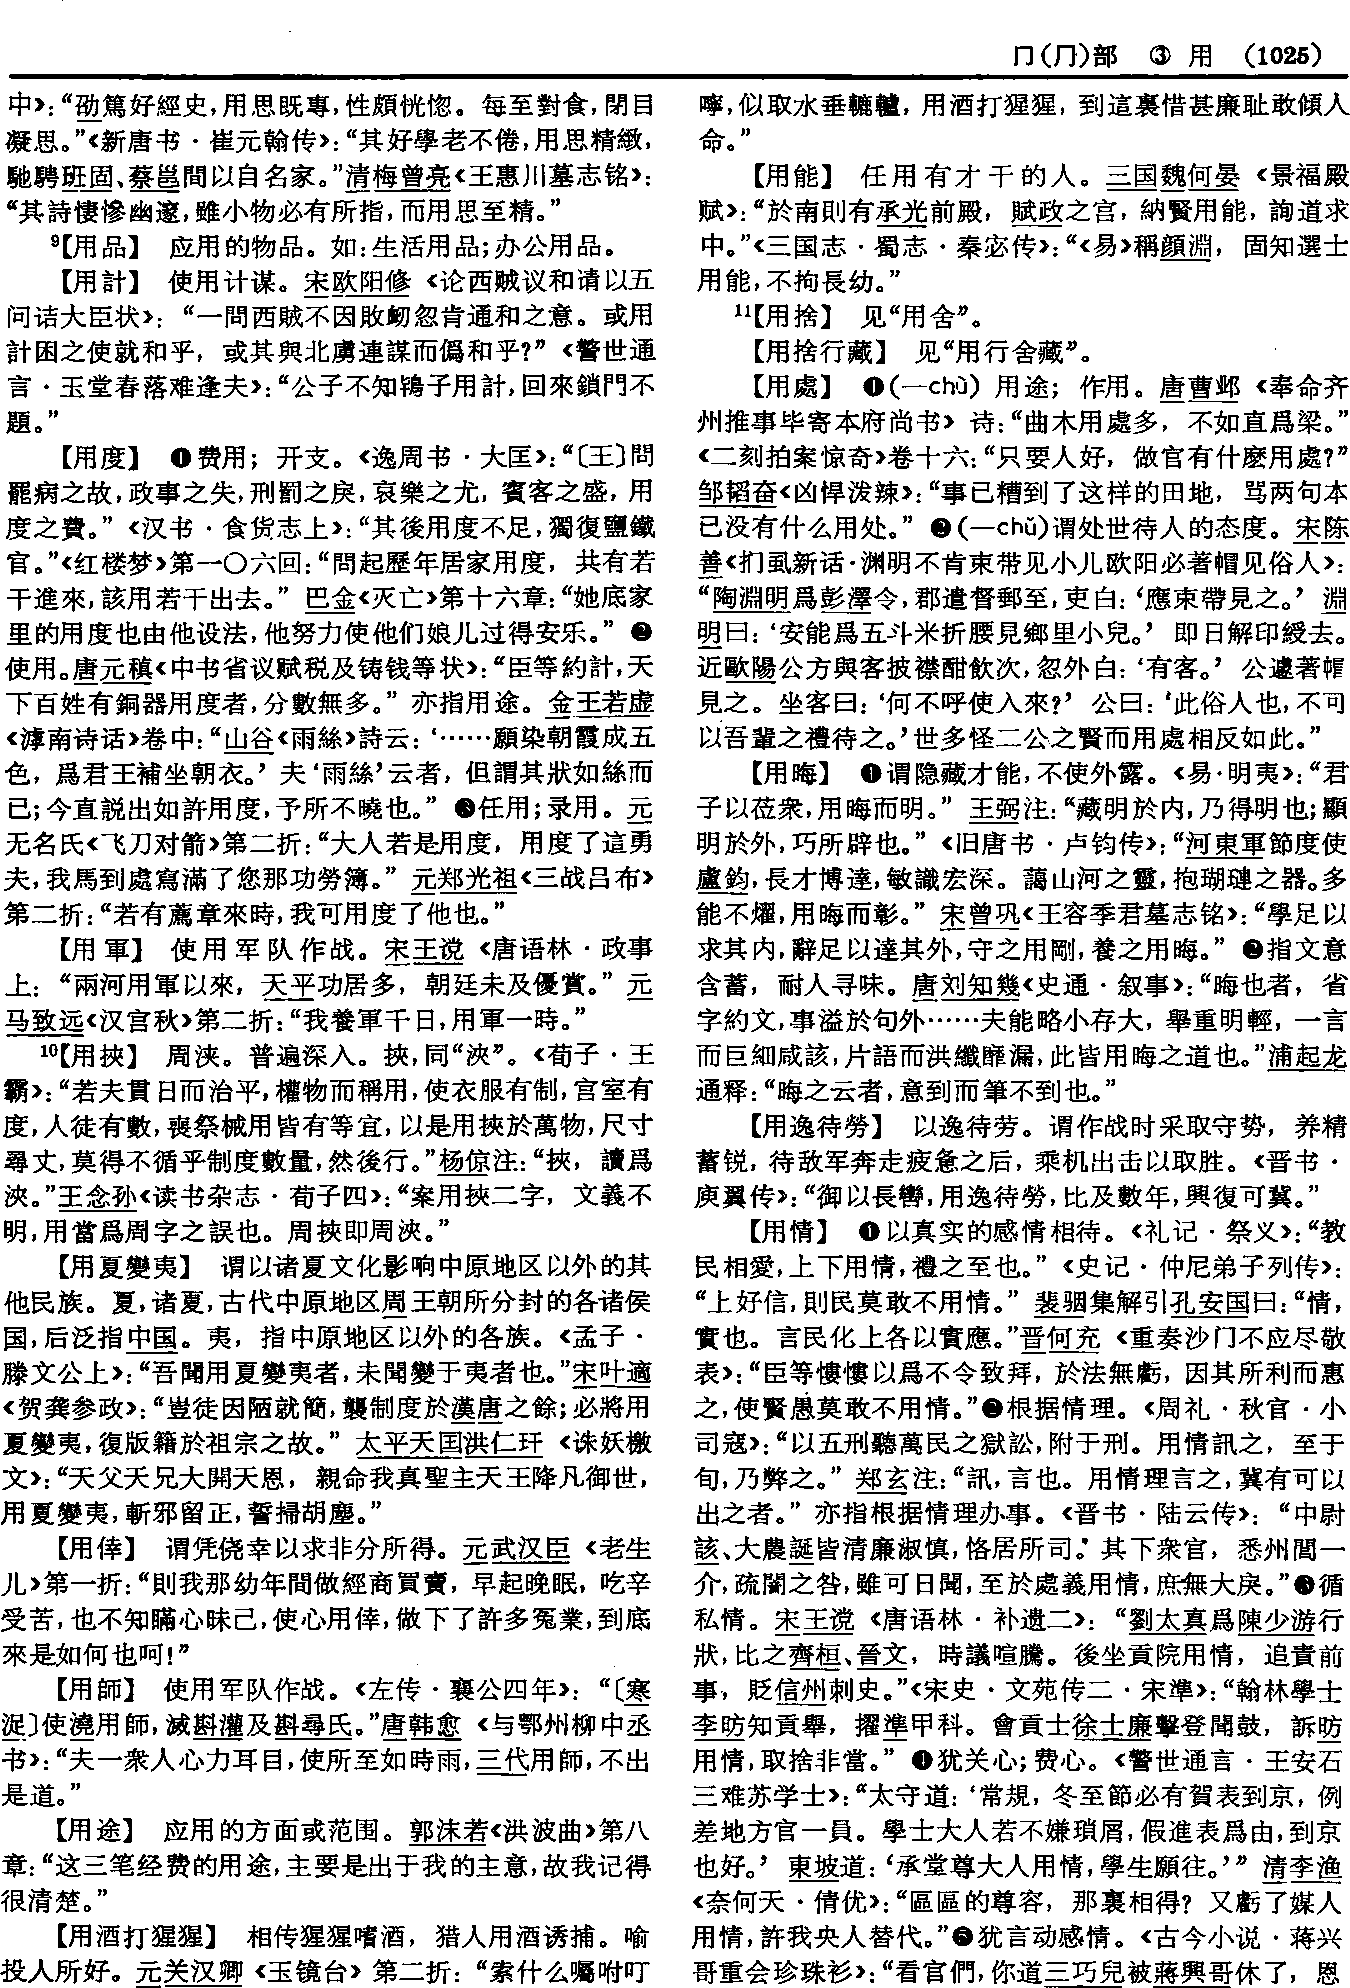 冂(⺆)部 ③ 用 (1025)
中》：“劭篤好經史，用思既專，性頗恍惚。每至對食，閉目
凝思。”《新唐书·崔元翰传》：“其好學老不倦，用思精緻，
馳騁班固、蔡邕間以自名家。”清梅曾亮《王惠川墓志铭》：
“其詩悽慘幽邃，雖小物必有所指，而用思至精。”
⁹【用品】 应用的物品。如：生活用品；办公用品。
【用計】 使用计谋。宋欧阳修《论西贼议和请以五
问诘大臣状》：“一問西賊不因敗衂忽肯通和之意。或用
計困之使就和乎，或其與北虜連謀而僞和乎？”《警世通
言·玉堂春落难逢夫》：“公子不知鴇子用計，回來鎖門不
題。”
【用度】 ❶费用；开支。《逸周书·大匡》：“〔王〕問
罷病之故，政事之失，刑罰之戾，哀樂之尤，賓客之盛，用
度之費。”《汉书·食货志上》：“其後用度不足，獨復鹽鐵
官。”《红楼梦》第一〇六回：“問起歷年居家用度，共有若
干進來，該用若干出去。” 巴金《灭亡》第十六章：“她底家
里的用度也由他设法，他努力使他们娘儿过得安乐。” ❷
使用。唐元稹《中书省议赋税及铸钱等状》：“臣等約計，天
下百姓有銅器用度者，分數無多。” 亦指用途。金王若虚
《滹南诗话》卷中：“山谷《雨絲》詩云：‘……願染朝霞成五
色，爲君王補坐朝衣。’夫‘雨絲’云者，但謂其狀如絲而
已；今直説出如許用度，予所不曉也。” ❸任用；录用。元
无名氏《飞刀对箭》第二折：“大人若是用度，用度了這勇
夫，我馬到處寫滿了您那功勞簿。” 元郑光祖《三战吕布》
第二折：“若有薦章來時，我可用度了他也。”
【用軍】 使用军队作战。宋王谠《唐语林·政事
上：“兩河用軍以來，天平功居多，朝廷未及優賞。” 元
马致远《汉宫秋》第二折：“我養軍千日，用軍一時。”
¹⁰【用挾】 周浃。普遍深入。挾，同“浹”。《荀子·王
霸》：“若夫貫日而治平，權物而稱用，使衣服有制，宫室有
度，人徒有數，喪祭械用皆有等宜，以是用挾於萬物，尺寸
尋丈，莫得不循乎制度數量，然後行。”杨倞注：“挾，讀爲
浹。”王念孙《读书杂志·荀子四》：“案用挾二字，文義不
明，用當爲周字之誤也。周挾即周浹。”
【用夏變夷】 谓以诸夏文化影响中原地区以外的其
他民族。夏，诸夏，古代中原地区周王朝所分封的各诸侯
国，后泛指中国。夷，指中原地区以外的各族。《孟子·
滕文公上》：“吾聞用夏變夷者，未聞變于夷者也。”宋叶適
《贺龚参政》：“豈徒因陋就簡，襲制度於漢唐之餘；必將用
夏變夷，復版籍於祖宗之故。” 太平天囯洪仁玕《诛妖檄
文》：“天父天兄大開天恩，親命我真聖主天王降凡御世，
用夏變夷，斬邪留正，誓掃胡塵。”
【用倖】 谓凭侥幸以求非分所得。元武汉臣《老生
儿》第一折：“則我那幼年間做經商買賣，早起晚眠，吃辛
受苦，也不知瞞心昧己，使心用倖，做下了許多冤業，到底
來是如何也呵！”
【用師】 使用军队作战。《左传·襄公四年》：“〔寒
浞〕使澆用師，滅斟灌及斟尋氏。”唐韩愈《与鄂州柳中丞
书》：“夫一衆人心力耳目，使所至如時雨，三代用師，不出
是道。”
【用途】 应用的方面或范围。郭沫若《洪波曲》第八
章：“这三笔经费的用途，主要是出于我的主意，故我记得
很清楚。”
【用酒打猩猩】 相传猩猩嗜酒，猎人用酒诱捕。喻
投人所好。元关汉卿《玉镜台》第二折：“索什么囑咐叮
嚀，似取水垂轆轤，用酒打猩猩，到這裏惜甚廉耻敢傾人
命。”
【用能】 任用有才干的人。三国魏何晏《景福殿
赋》：“於南則有承光前殿，賦政之宫，納賢用能，詢道求
中。”《三国志·蜀志·秦宓传》：“《易》稱顔淵，固知選士
用能，不拘長幼。”
¹¹【用捨】 见“用舍”。
【用捨行藏】 见“用行舍藏”。
【用處】 ❶(—chù) 用途；作用。唐曹邺《奉命齐
州推事毕寄本府尚书》诗：“曲木用處多，不如直爲梁。”
《二刻拍案惊奇》卷十六：“只要人好，做官有什麽用處？”
邹韬奋《凶悍泼辣》：“事已糟到了这样的田地，骂两句本
已没有什么用处。” ❷(—chǔ)谓处世待人的态度。宋陈
善《扪虱新话·渊明不肯束带见小儿欧阳必著帽见俗人》：
“陶淵明爲彭澤令，郡遣督郵至，吏白：‘應束帶見之。’淵
明曰：‘安能爲五斗米折腰見鄉里小兒。’即日解印綬去。
近歐陽公方與客披襟酣飲次，忽外白：‘有客。’公遽著帽
見之。坐客曰：‘何不呼使入來？’公曰：‘此俗人也，不可
以吾輩之禮待之。’世多怪二公之賢而用處相反如此。”
【用晦】 ❶谓隐藏才能，不使外露。《易·明夷》：“君
子以莅衆，用晦而明。” 王弼注：“藏明於内，乃得明也；顯
明於外，巧所辟也。”《旧唐书·卢钧传》：“河東軍節度使
盧鈞，長才博達，敏識宏深。藹山河之靈，抱瑚璉之器。多
能不燿，用晦而彰。” 宋曾巩《王容季君墓志铭》：“學足以
求其内，辭足以達其外，守之用剛，養之用晦。” ❷指文意
含蓄，耐人寻味。唐刘知幾《史通·叙事》：“晦也者，省
字約文，事溢於句外……夫能略小存大，舉重明輕，一言
而巨細咸該，片語而洪纖靡漏，此皆用晦之道也。”浦起龙
通释：“晦之云者，意到而筆不到也。”
【用逸待勞】 以逸待劳。谓作战时采取守势，养精
蓄锐，待敌军奔走疲惫之后，乘机出击以取胜。《晋书·
庾翼传》：“御以長轡，用逸待勞，比及數年，興復可冀。”
【用情】 ❶以真实的感情相待。《礼记·祭义》：“教
民相愛，上下用情，禮之至也。”《史记·仲尼弟子列传》：
“上好信，則民莫敢不用情。” 裴骃集解引孔安国曰：“情，
實也。言民化上各以實應。”晋何充《重奏沙门不应尽敬
表》：“臣等慺慺以爲不令致拜，於法無虧，因其所利而惠
之，使賢愚莫敢不用情。”❷根据情理。《周礼·秋官·小
司寇》：“以五刑聽萬民之獄訟，附于刑。用情訊之，至于
旬，乃弊之。” 郑玄注：“訊，言也。用情理言之，冀有可以
出之者。” 亦指根据情理办事。《晋书·陆云传》：“中尉
該、大農誕皆清廉淑慎，恪居所司。其下衆官，悉州閭一
介，疏闇之咎，雖可日聞，至於處義用情，庶無大戾。”❸循
私情。宋王谠《唐语林·补遗二》：“劉太真爲陳少游行
狀，比之齊桓、晉文，時議喧騰。後坐貢院用情，追責前
事，貶信州刺史。”《宋史·文苑传二·宋準》：“翰林學士
李昉知貢舉，擢準甲科。會貢士徐士廉擊登聞鼓，訴昉
用情，取捨非當。” ❹犹关心；费心。《警世通言·王安石
三难苏学士》：“太守道：‘常規，冬至節必有賀表到京，例
差地方官一員。學士大人若不嫌瑣屑，假進表爲由，到京
也好。’東坡道：‘承堂尊大人用情，學生願往。’” 清李渔
《奈何天·倩优》：“區區的尊容，那裏相得？又虧了媒人
用情，許我央人替代。”❺犹言动感情。《古今小说·蒋兴
哥重会珍珠衫》：“看官們，你道三巧兒被蔣興哥休了，恩